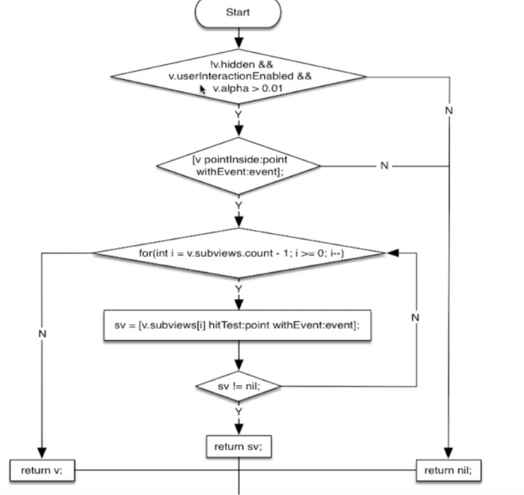 Start
!v.hidden &&
v.userInteractionEnabled &&
v.alpha > 0.01
N
Y
[v pointInside:point
withEvent:event];
N
Y
for(int i = v.subviews.count - 1; i >= 0; i--)
Y
N
sv = [v.subviews[i] hitTest:point withEvent:event];
N
sv != nil;
Y
return sv;
return v;
return nil;